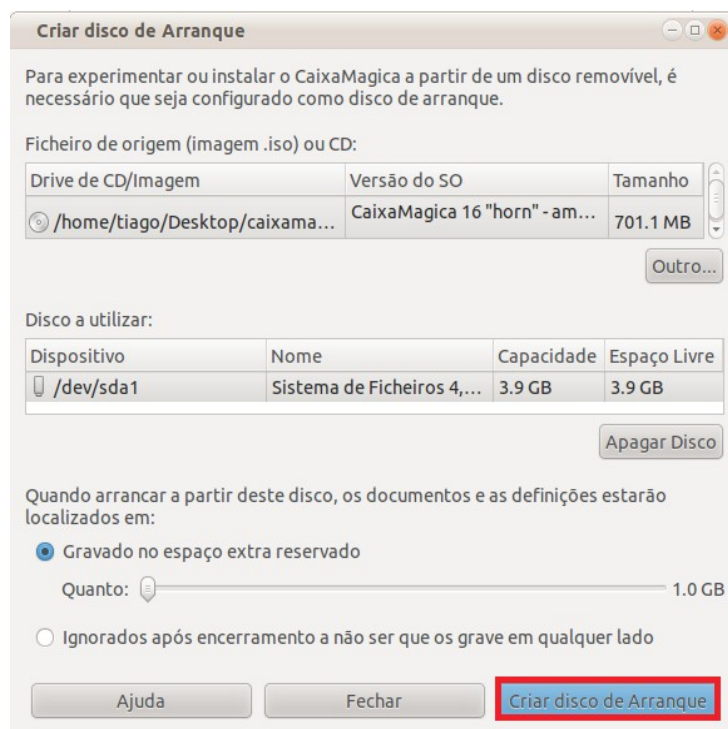 Criar disco de Arranque
Para experimentar ou instalar o CaixaMagica a partir de um disco removível, é
necessário que seja configurado como disco de arranque.
Ficheiro de origem (imagem .iso) ou CD:
Drive de CD/Imagem Versão do SO Tamanho
/home/tiago/Desktop/caixama... CaixaMagica 16 "horn" - am... 701.1 MB
Outro...
Disco a utilizar:
Dispositivo Nome Capacidade Espaço Livre
/dev/sda1 Sistema de Ficheiros 4,... 3.9 GB 3.9 GB
Apagar Disco
Quando arrancar a partir deste disco, os documentos e as definições estarão
localizados em:
Gravado no espaço extra reservado
Quanto: 1.0 GB
Ignorados após encerramento a não ser que os grave em qualquer lado
Ajuda Fechar Criar disco de Arranque